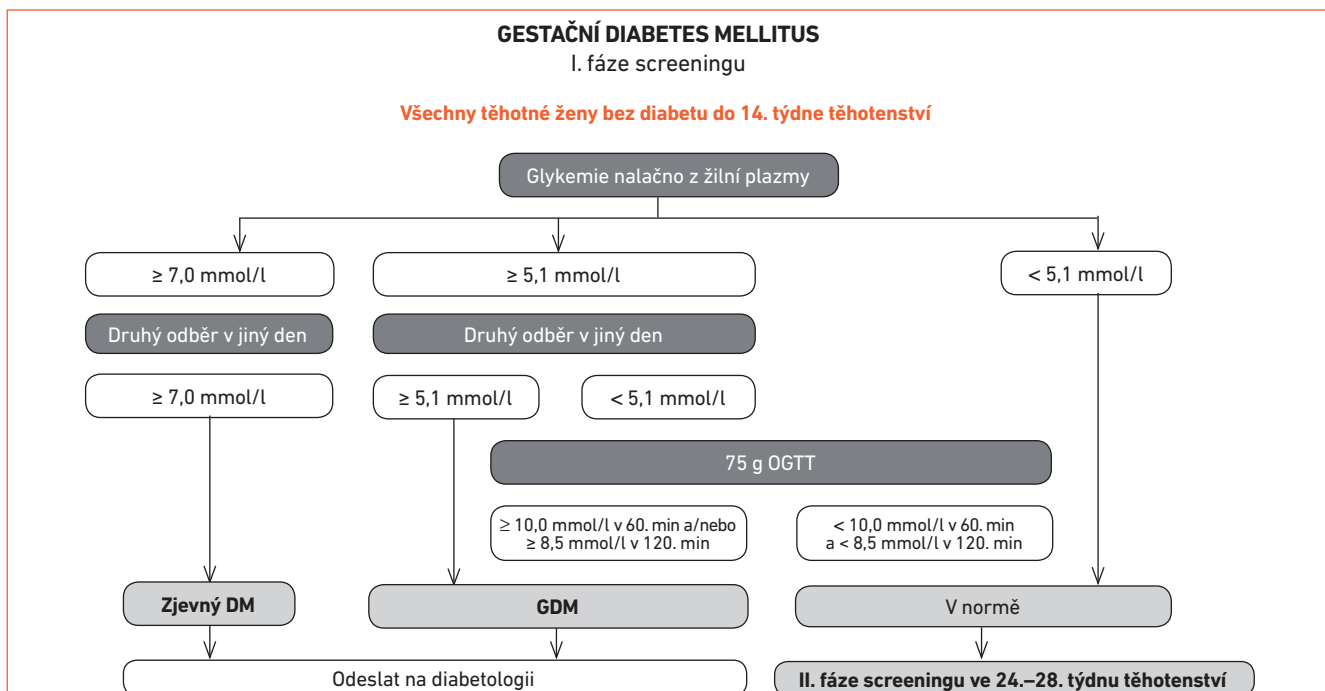 GESTAČNÍ DIABETES MELLITUS
I. fáze screeningu
Všechny těhotné ženy bez diabetu do 14. týdne těhotenství
Glykemie nalačno z žilní plazmy
≥ 7,0 mmol/l
≥ 5,1 mmol/l
< 5,1 mmol/l
Druhý odběr v jiný den
Druhý odběr v jiný den
≥ 7,0 mmol/l
≥ 5,1 mmol/l
< 5,1 mmol/l
75 g OGTT
≥ 10,0 mmol/l v 60. min a/nebo
≥ 8,5 mmol/l v 120. min
< 10,0 mmol/l v 60. min
a < 8,5 mmol/l v 120. min
Zjevný DM
GDM
V normě
Odeslat na diabetologii
II. fáze screeningu ve 24.–28. týdnu těhotenství